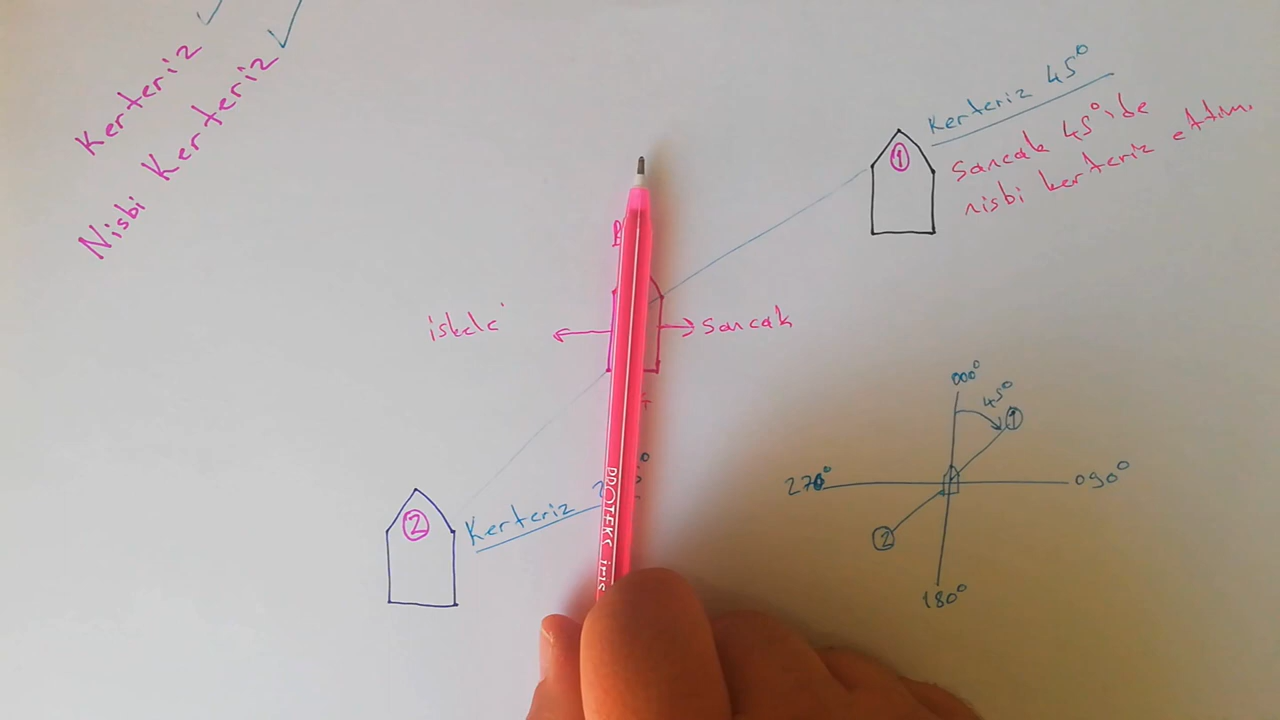 Kerteriz ✓
Nisbi Kerteriz ✓
Kerteriz 45°
Sancak 45°'de
nisbi kerteriz ettim.
1
iskele
Sancak
2
Kerteriz
PROTEKS iris
000°
45°
1
270°
090°
2
180°